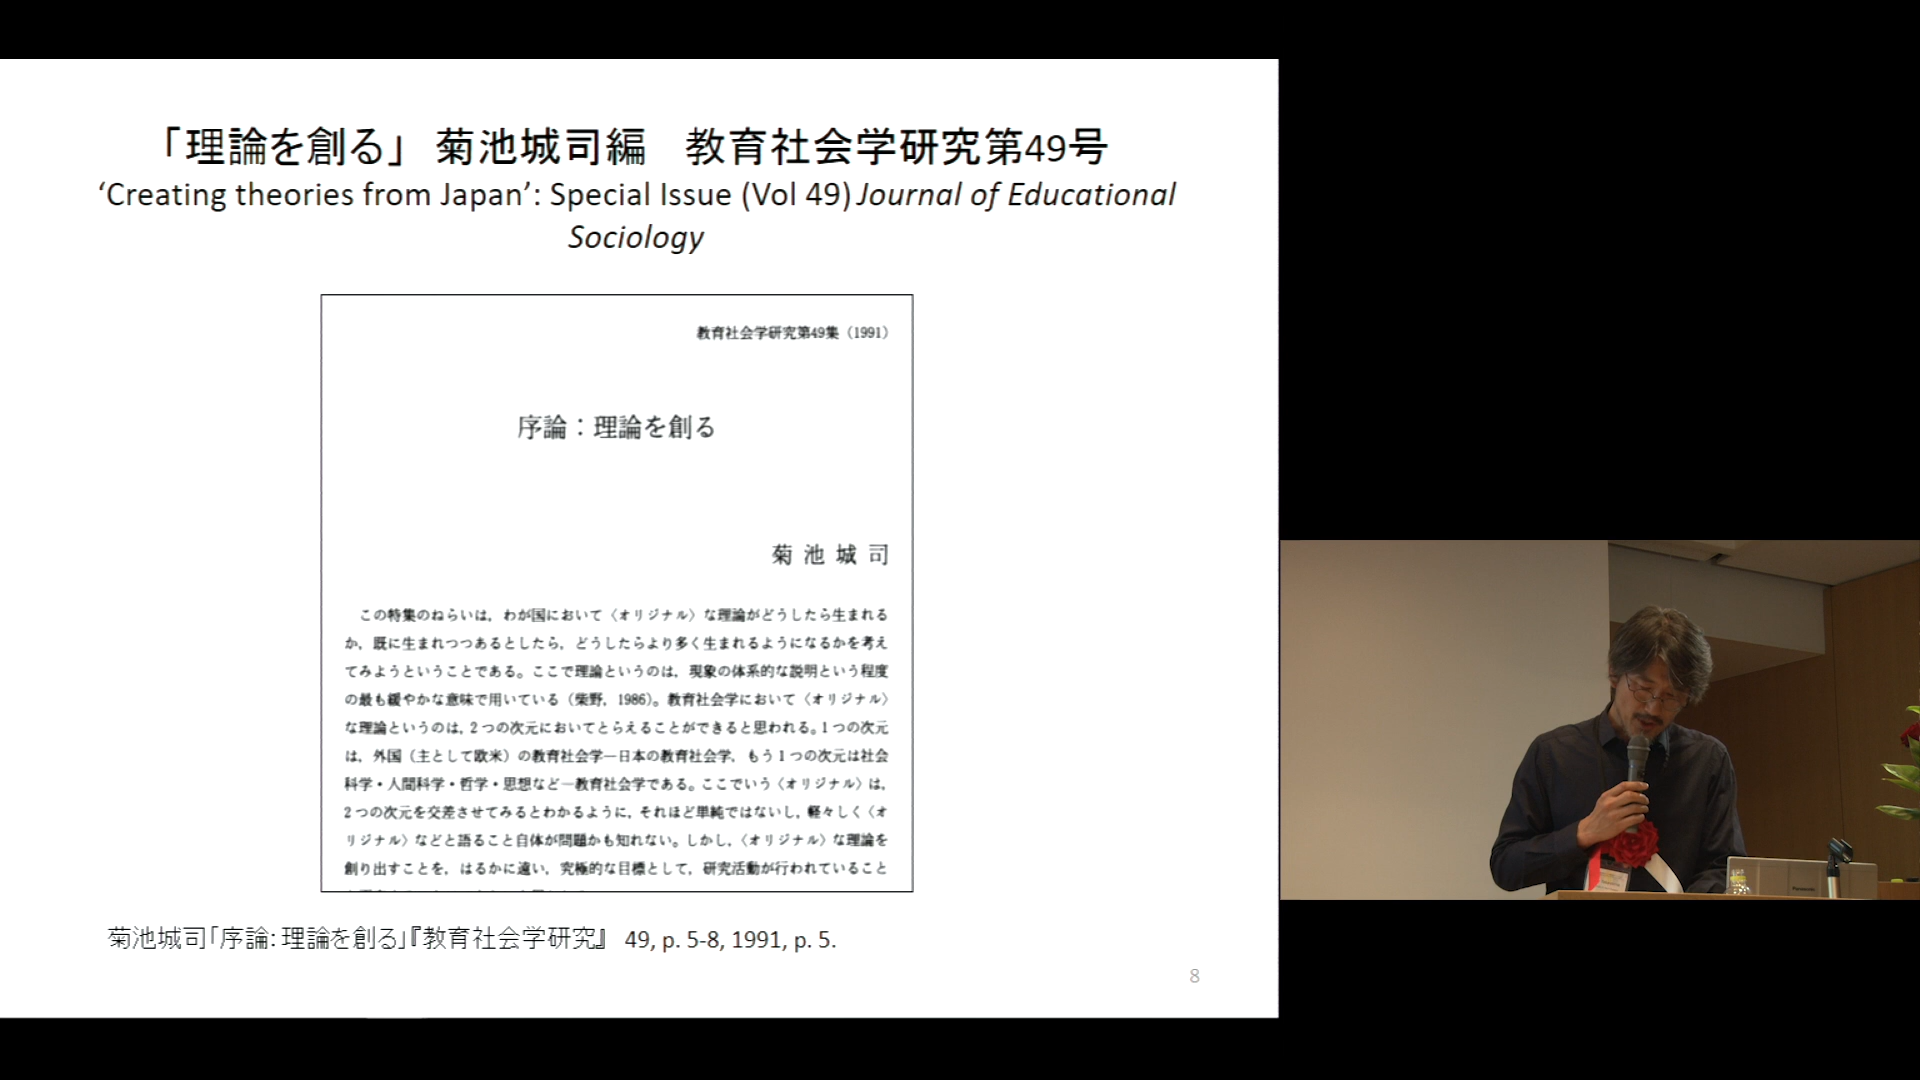 「理論を創る」 菊池城司編　教育社会学研究第49号
‘Creating theories from Japan’: Special Issue (Vol 49) Journal of Educational
Sociology
教育社会学研究第49集（1991）
序論：理論を創る
菊 池 城 司
この特集のねらいは，わが国において〈オリジナル〉な理論がどうしたら生まれる
か，既に生まれつつあるとしたら，どうしたらより多く生まれるようになるかを考え
てみようということである。ここで理論というのは，現象の体系的な説明という程度
の最も緩やかな意味で用いている（柴野，1986）。教育社会学において〈オリジナル〉
な理論というのは，2つの次元においてとらえることができると思われる。1つの次元
は，外国（主として欧米）の教育社会学―日本の教育社会学，もう1つの次元は社会
科学・人間科学・哲学・思想など―教育社会学である。ここでいう〈オリジナル〉は，
2つの次元を交差させてみるとわかるように，それほど単純ではないし，軽々しく〈オ
リジナル〉などと語ること自体が問題かも知れない。しかし，〈オリジナル〉な理論を
創り出すことを，はるかに遠い，究極的な目標として，研究活動が行われていること
菊池城司「序論：理論を創る」『教育社会学研究』 49, p. 5-8, 1991, p. 5.
8
Panasonic